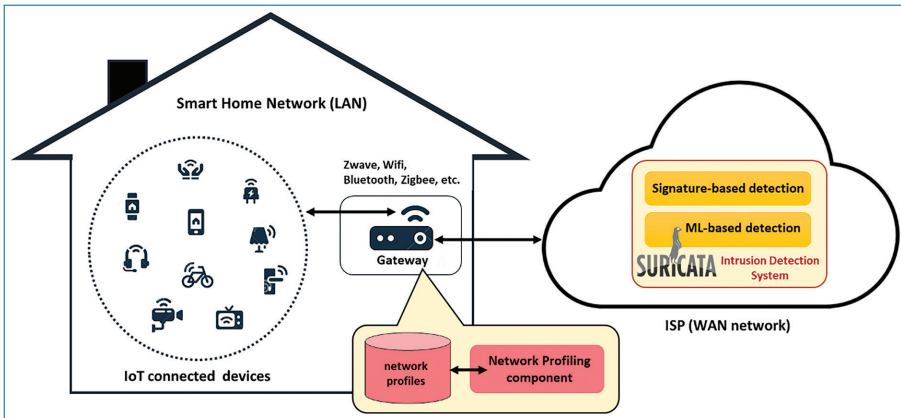 Smart Home Network (LAN)
Zwave, Wifi,
Bluetooth, Zigbee, etc.
Gateway
IoT connected devices
network
profiles
Network Profiling
component
Signature-based detection
ML-based detection
SURICATA
Intrusion Detection
System
ISP (WAN network)